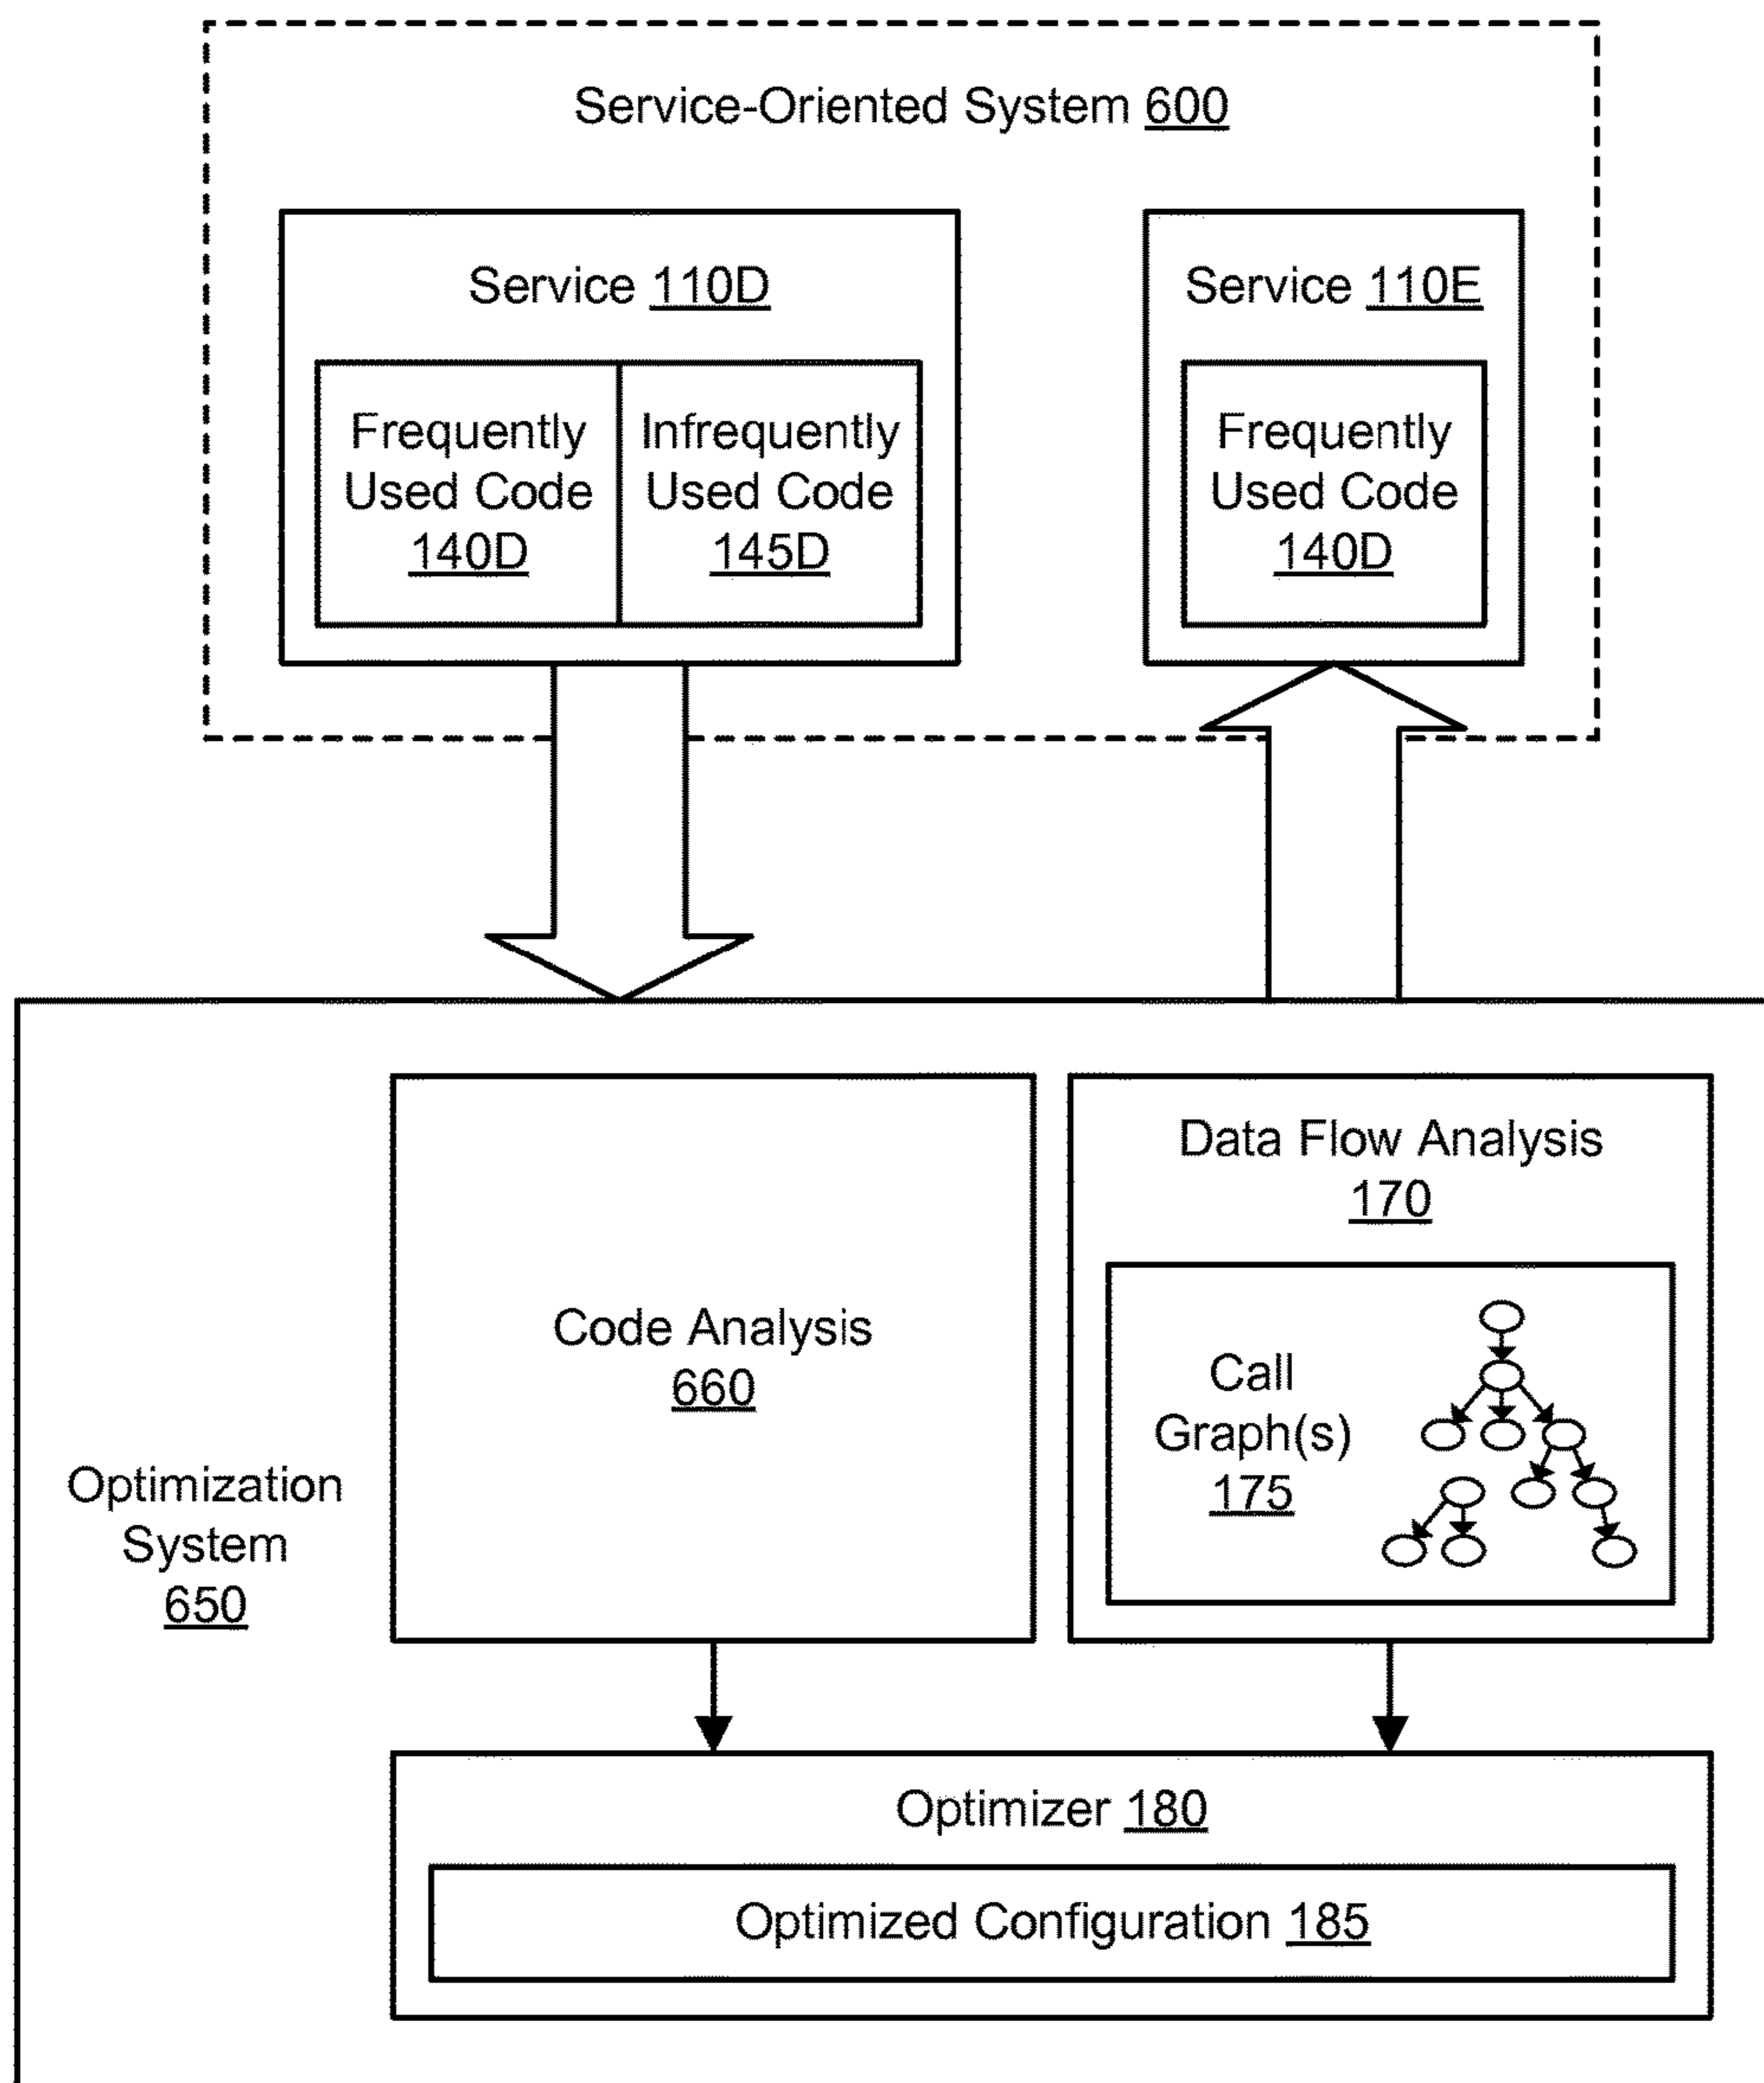 Service-Oriented System 600
Service 110D
Frequently
Used Code
140D
Infrequently
Used Code
145D
Service 110E
Frequently
Used Code
140D
Optimization
System
650
Code Analysis
660
Data Flow Analysis
170
Call
Graph(s)
175
Optimizer 180
Optimized Configuration 185